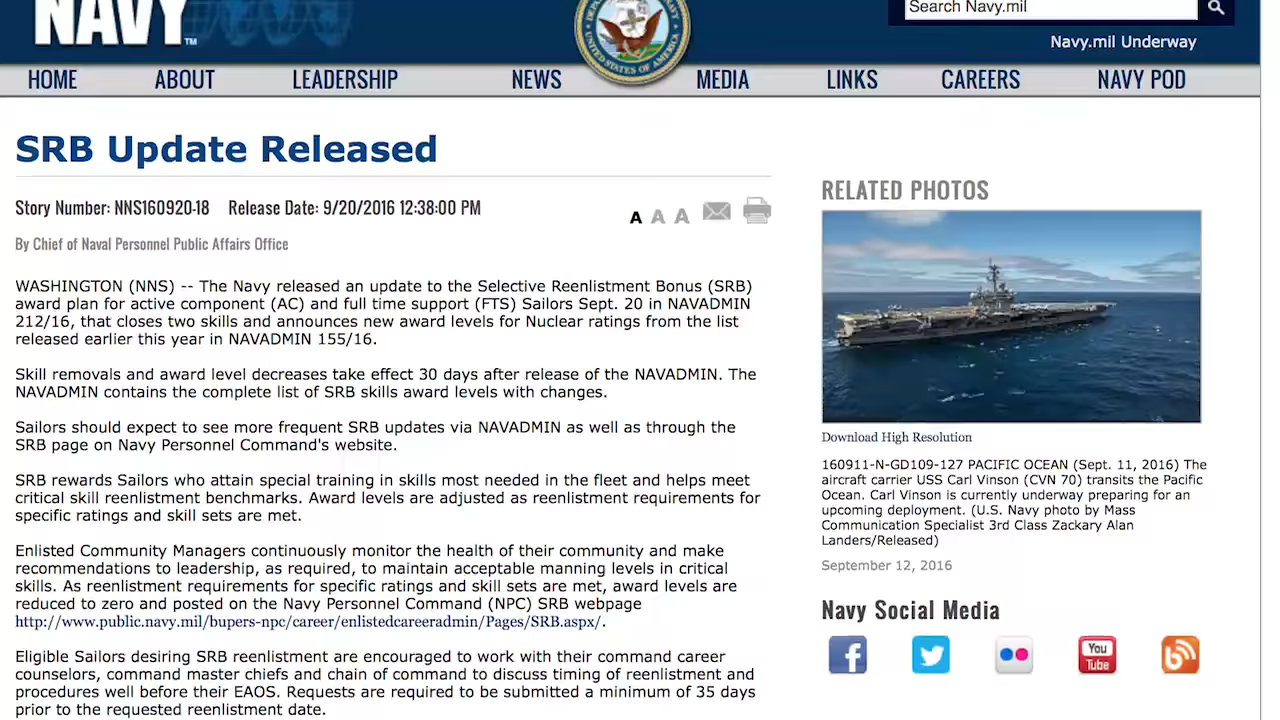 NAVY™
UNITED STATES OF AMERICA
Search Navy.mil
Navy.mil Underway
HOME ABOUT LEADERSHIP NEWS MEDIA LINKS CAREERS NAVY POD
SRB Update Released
Story Number: NNS160920-18 Release Date: 9/20/2016 12:38:00 PM
A A A
By Chief of Naval Personnel Public Affairs Office
WASHINGTON (NNS) -- The Navy released an update to the Selective Reenlistment Bonus (SRB)
award plan for active component (AC) and full time support (FTS) Sailors Sept. 20 in NAVADMIN
212/16, that closes two skills and announces new award levels for Nuclear ratings from the list
released earlier this year in NAVADMIN 155/16.
Skill removals and award level decreases take effect 30 days after release of the NAVADMIN. The
NAVADMIN contains the complete list of SRB skills award levels with changes.
Sailors should expect to see more frequent SRB updates via NAVADMIN as well as through the
SRB page on Navy Personnel Command's website.
SRB rewards Sailors who attain special training in skills most needed in the fleet and helps meet
critical skill reenlistment benchmarks. Award levels are adjusted as reenlistment requirements for
specific ratings and skill sets are met.
Enlisted Community Managers continuously monitor the health of their community and make
recommendations to leadership, as required, to maintain acceptable manning levels in critical
skills. As reenlistment requirements for specific ratings and skill sets are met, award levels are
reduced to zero and posted on the Navy Personnel Command (NPC) SRB webpage
http://www.public.navy.mil/bupers-npc/career/enlistedcareeradmin/Pages/SRB.aspx/.
Eligible Sailors desiring SRB reenlistment are encouraged to work with their command career
counselors, command master chiefs and chain of command to discuss timing of reenlistment and
procedures well before their EAOS. Requests are required to be submitted a minimum of 35 days
prior to the requested reenlistment date.
RELATED PHOTOS
Download High Resolution
160911-N-GD109-127 PACIFIC OCEAN (Sept. 11, 2016) The
aircraft carrier USS Carl Vinson (CVN 70) transits the Pacific
Ocean. Carl Vinson is currently underway preparing for an
upcoming deployment. (U.S. Navy photo by Mass
Communication Specialist 3rd Class Zackary Alan
Landers/Released)
September 12, 2016
Navy Social Media
f
You
Tube